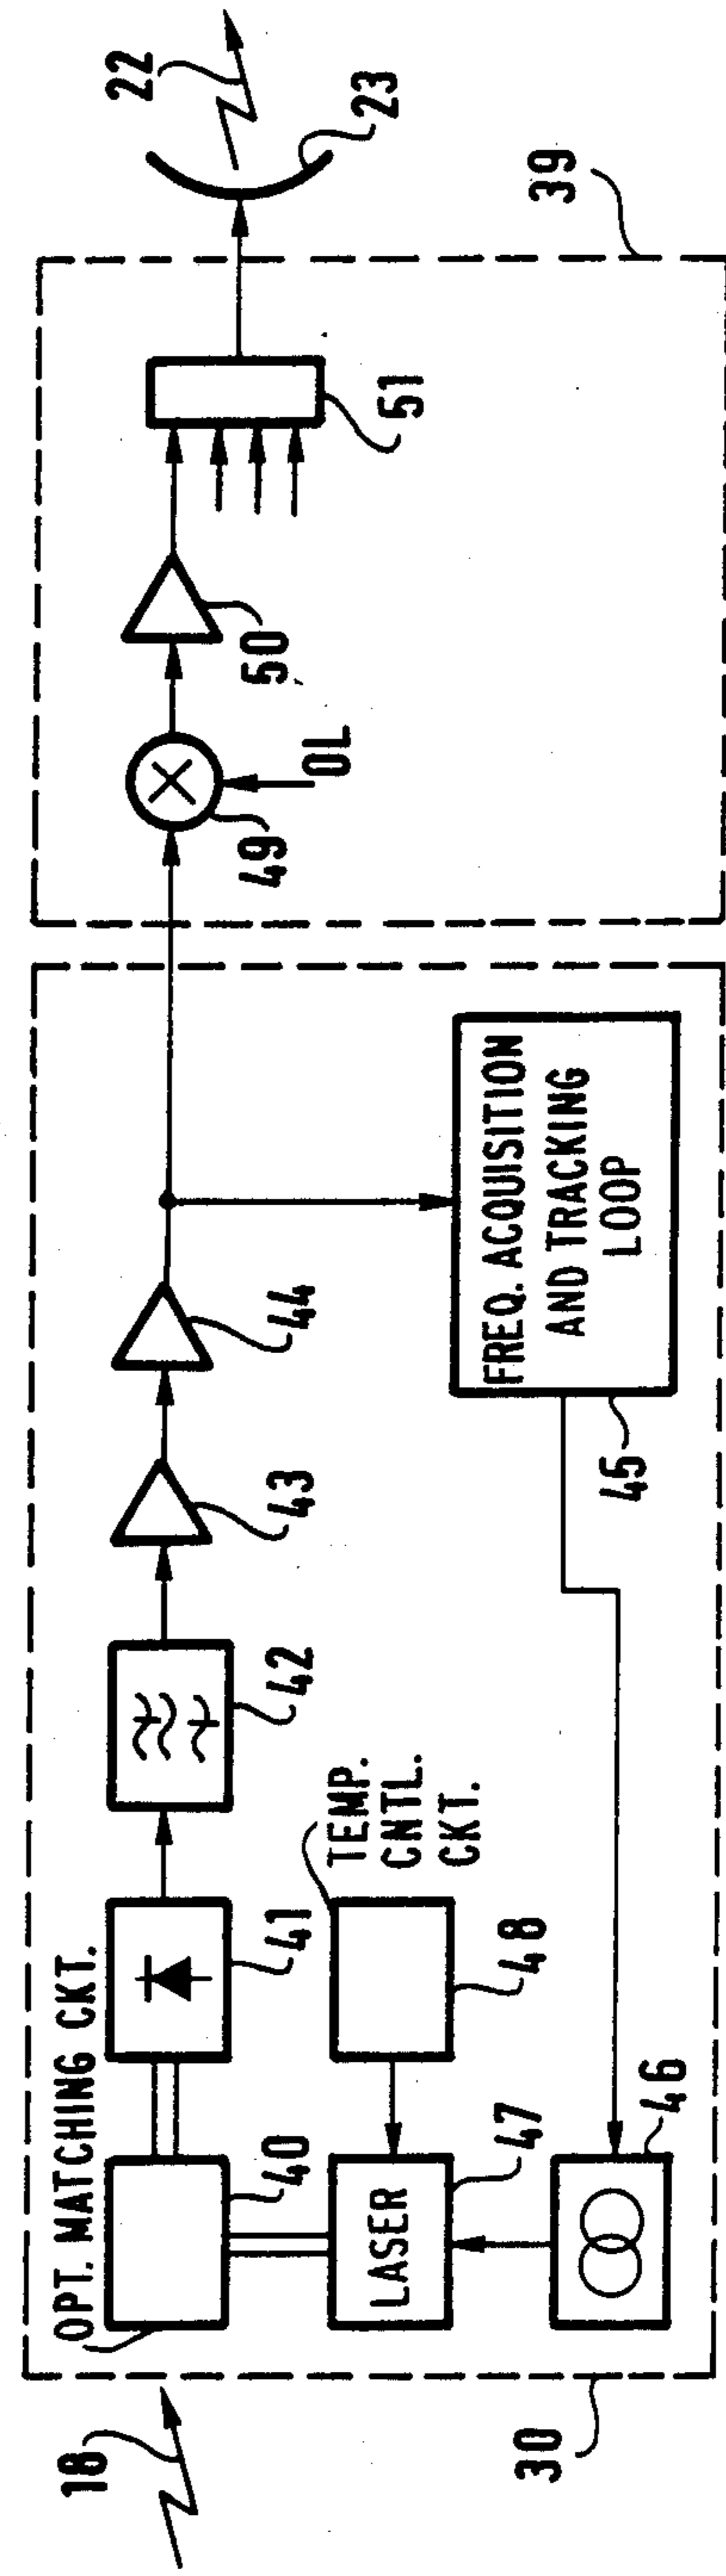 18
30
OPT. MATCHING CKT.
40
LASER
47
46
41
TEMP.
CNTL.
CKT.
48
42
43
44
FREQ. ACQUISITION
AND TRACKING
LOOP
45
49
OL
50
51
39
22
23